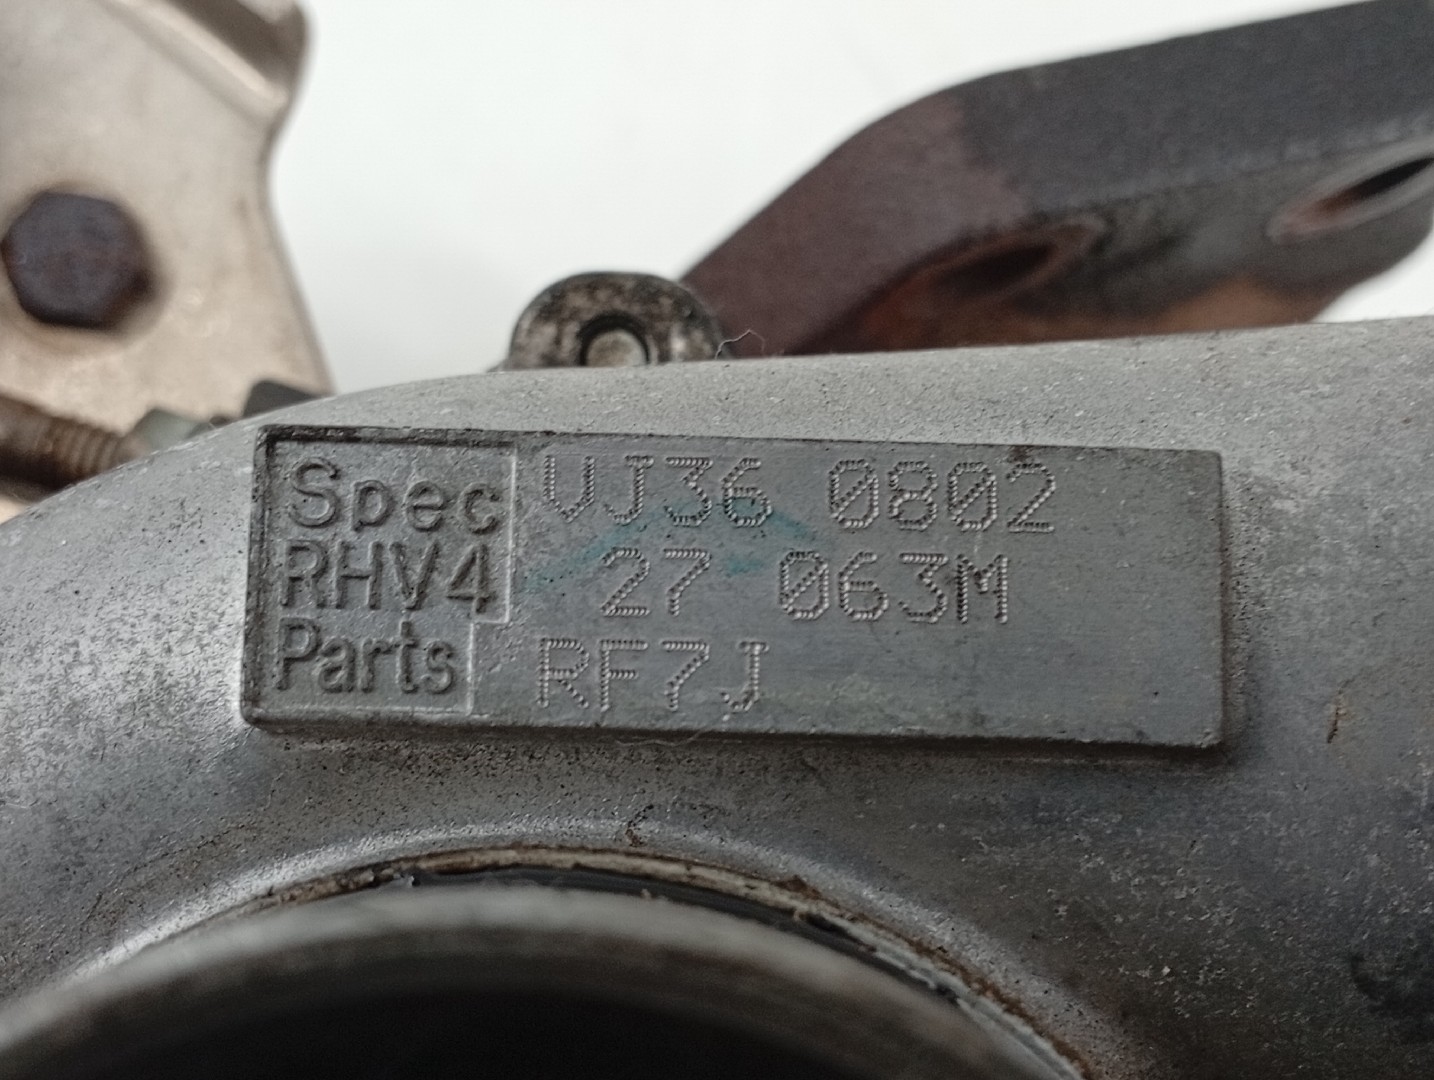 Spec VJ36 0802
RHV4 27 063M
Parts RF7J